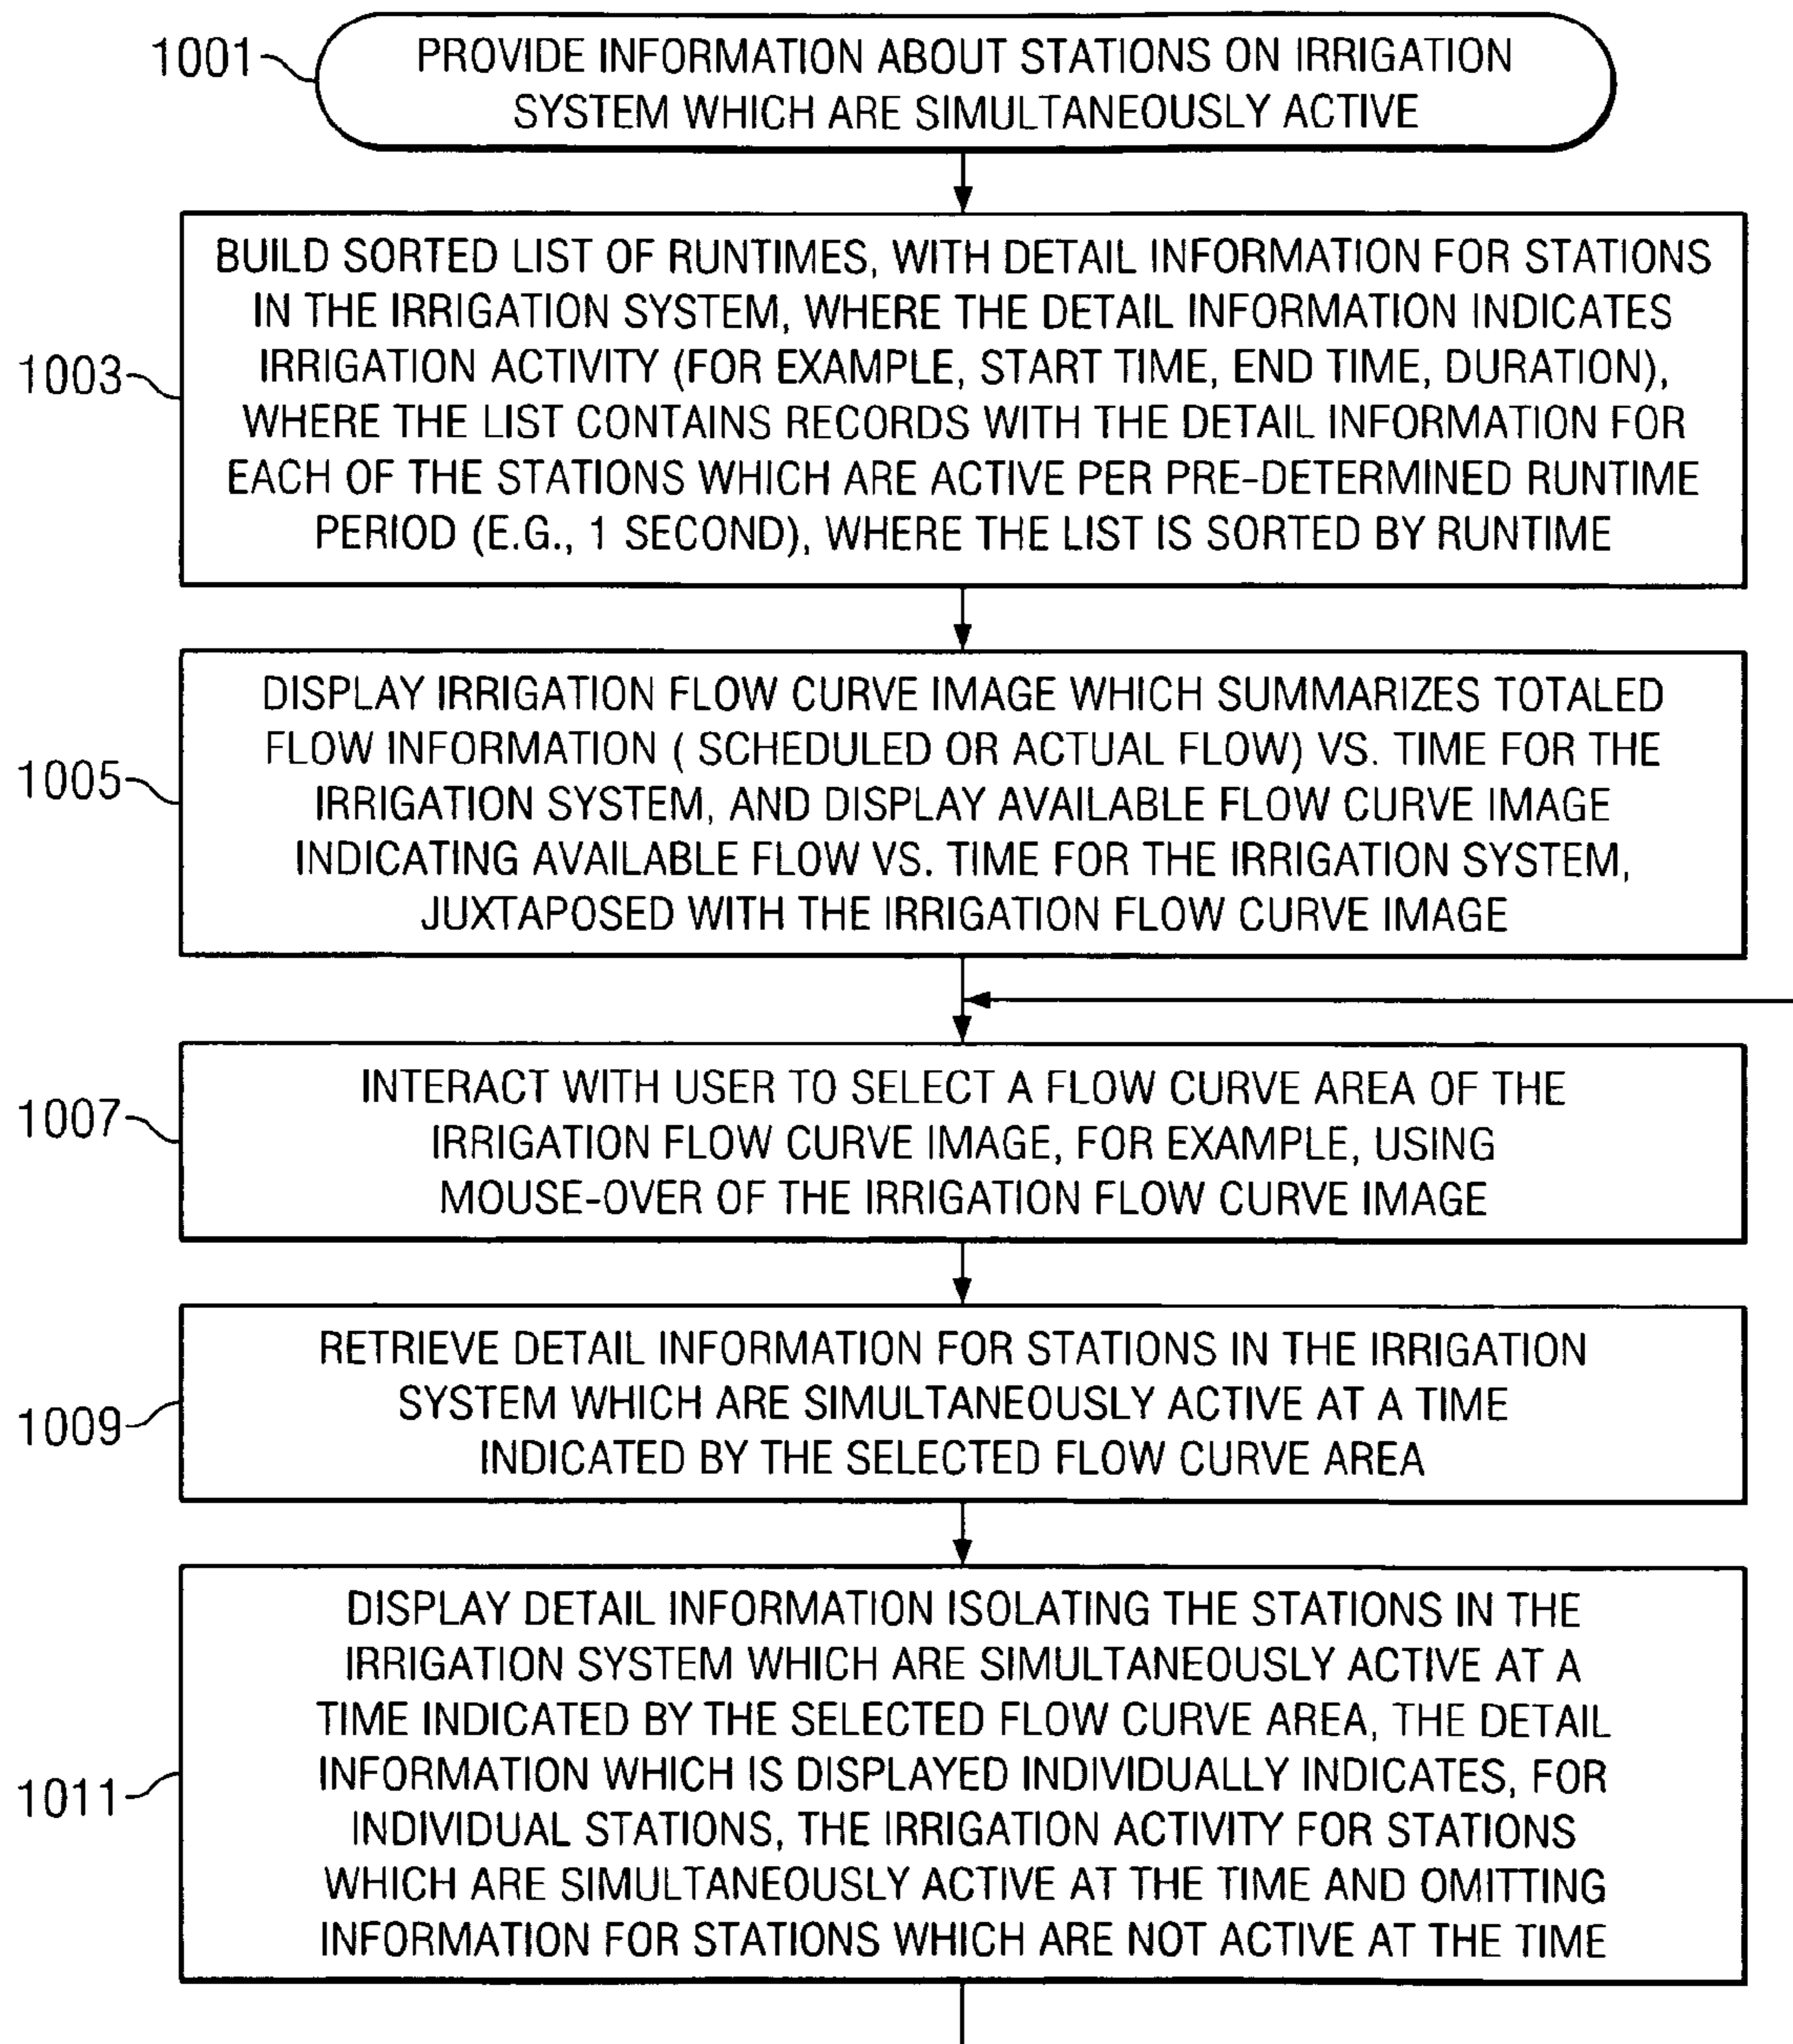 1001
PROVIDE INFORMATION ABOUT STATIONS ON IRRIGATION
SYSTEM WHICH ARE SIMULTANEOUSLY ACTIVE
1003
BUILD SORTED LIST OF RUNTIMES, WITH DETAIL INFORMATION FOR STATIONS
IN THE IRRIGATION SYSTEM, WHERE THE DETAIL INFORMATION INDICATES
IRRIGATION ACTIVITY (FOR EXAMPLE, START TIME, END TIME, DURATION),
WHERE THE LIST CONTAINS RECORDS WITH THE DETAIL INFORMATION FOR
EACH OF THE STATIONS WHICH ARE ACTIVE PER PRE-DETERMINED RUNTIME
PERIOD (E.G., 1 SECOND), WHERE THE LIST IS SORTED BY RUNTIME
1005
DISPLAY IRRIGATION FLOW CURVE IMAGE WHICH SUMMARIZES TOTALED
FLOW INFORMATION ( SCHEDULED OR ACTUAL FLOW) VS. TIME FOR THE
IRRIGATION SYSTEM, AND DISPLAY AVAILABLE FLOW CURVE IMAGE
INDICATING AVAILABLE FLOW VS. TIME FOR THE IRRIGATION SYSTEM,
JUXTAPOSED WITH THE IRRIGATION FLOW CURVE IMAGE
1007
INTERACT WITH USER TO SELECT A FLOW CURVE AREA OF THE
IRRIGATION FLOW CURVE IMAGE, FOR EXAMPLE, USING
MOUSE-OVER OF THE IRRIGATION FLOW CURVE IMAGE
1009
RETRIEVE DETAIL INFORMATION FOR STATIONS IN THE IRRIGATION
SYSTEM WHICH ARE SIMULTANEOUSLY ACTIVE AT A TIME
INDICATED BY THE SELECTED FLOW CURVE AREA
1011
DISPLAY DETAIL INFORMATION ISOLATING THE STATIONS IN THE
IRRIGATION SYSTEM WHICH ARE SIMULTANEOUSLY ACTIVE AT A
TIME INDICATED BY THE SELECTED FLOW CURVE AREA, THE DETAIL
INFORMATION WHICH IS DISPLAYED INDIVIDUALLY INDICATES, FOR
INDIVIDUAL STATIONS, THE IRRIGATION ACTIVITY FOR STATIONS
WHICH ARE SIMULTANEOUSLY ACTIVE AT THE TIME AND OMITTING
INFORMATION FOR STATIONS WHICH ARE NOT ACTIVE AT THE TIME